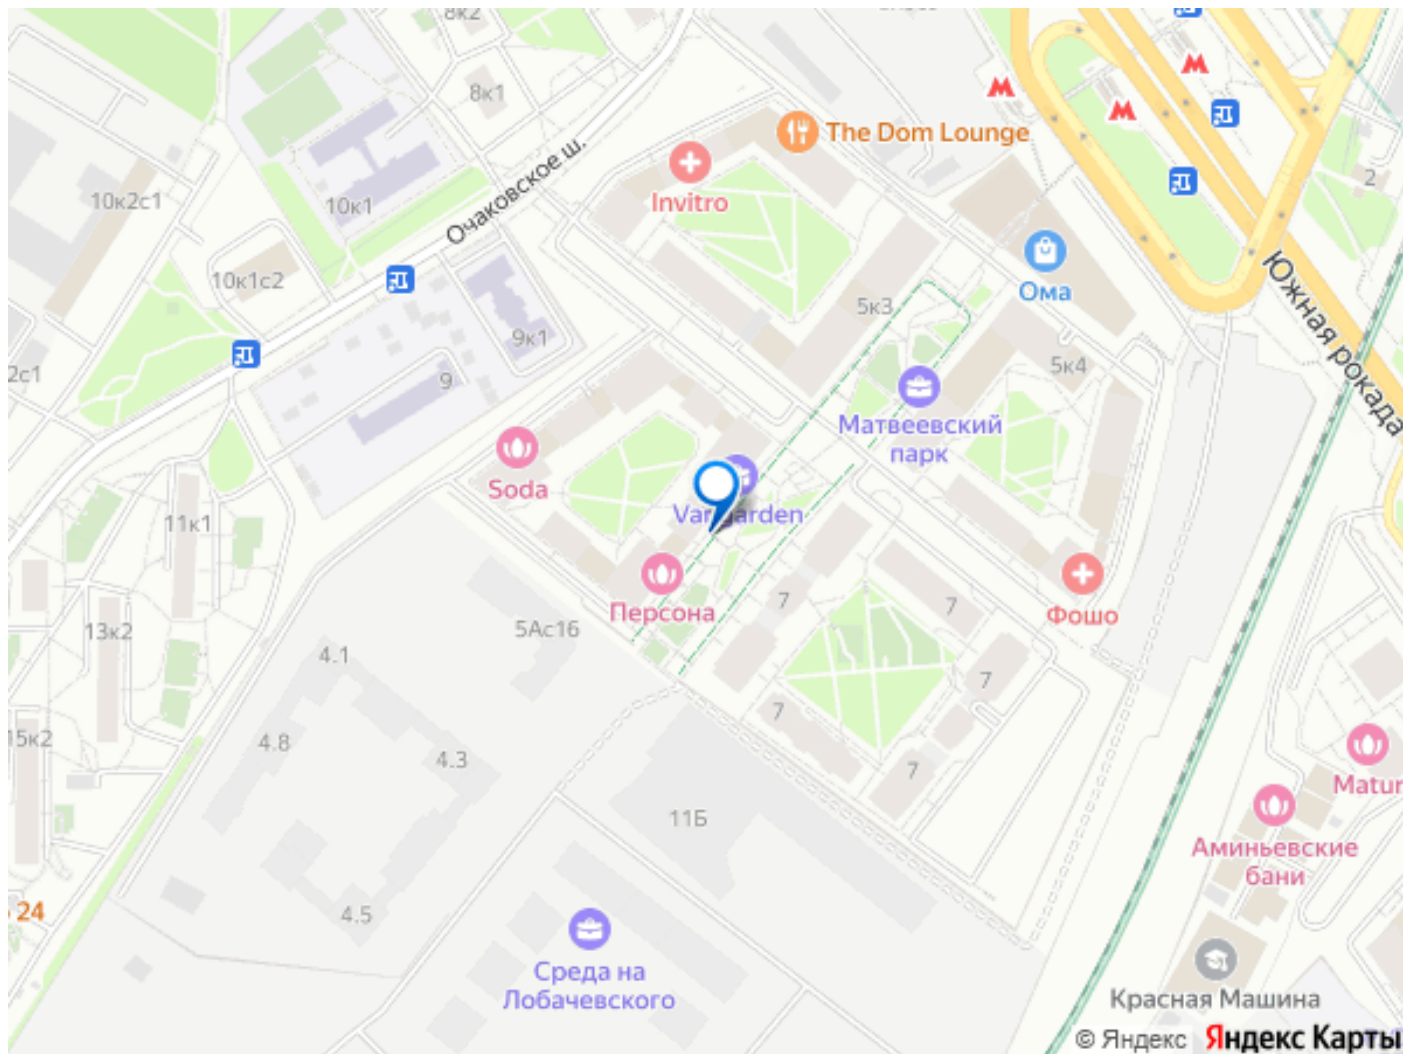 8к2
8к1
The Dom Lounge
Invitro
10к2с1
10к1
Очаковское ш.
2
10к1с2
Ома
Южная рокада
5к3
9к1
2с1
9
5к4
Матвеевский
парк
Soda
Vangarden
11к1
Персона
7
7
Фошо
13к2
5Ас16
4.1
7
7
15к2
4.8
4.3
7
Matur
11Б
Аминьевские
бани
24
4.5
Среда на
Лобачевского
Красная Машина
© Яндекс Яндекс Карты